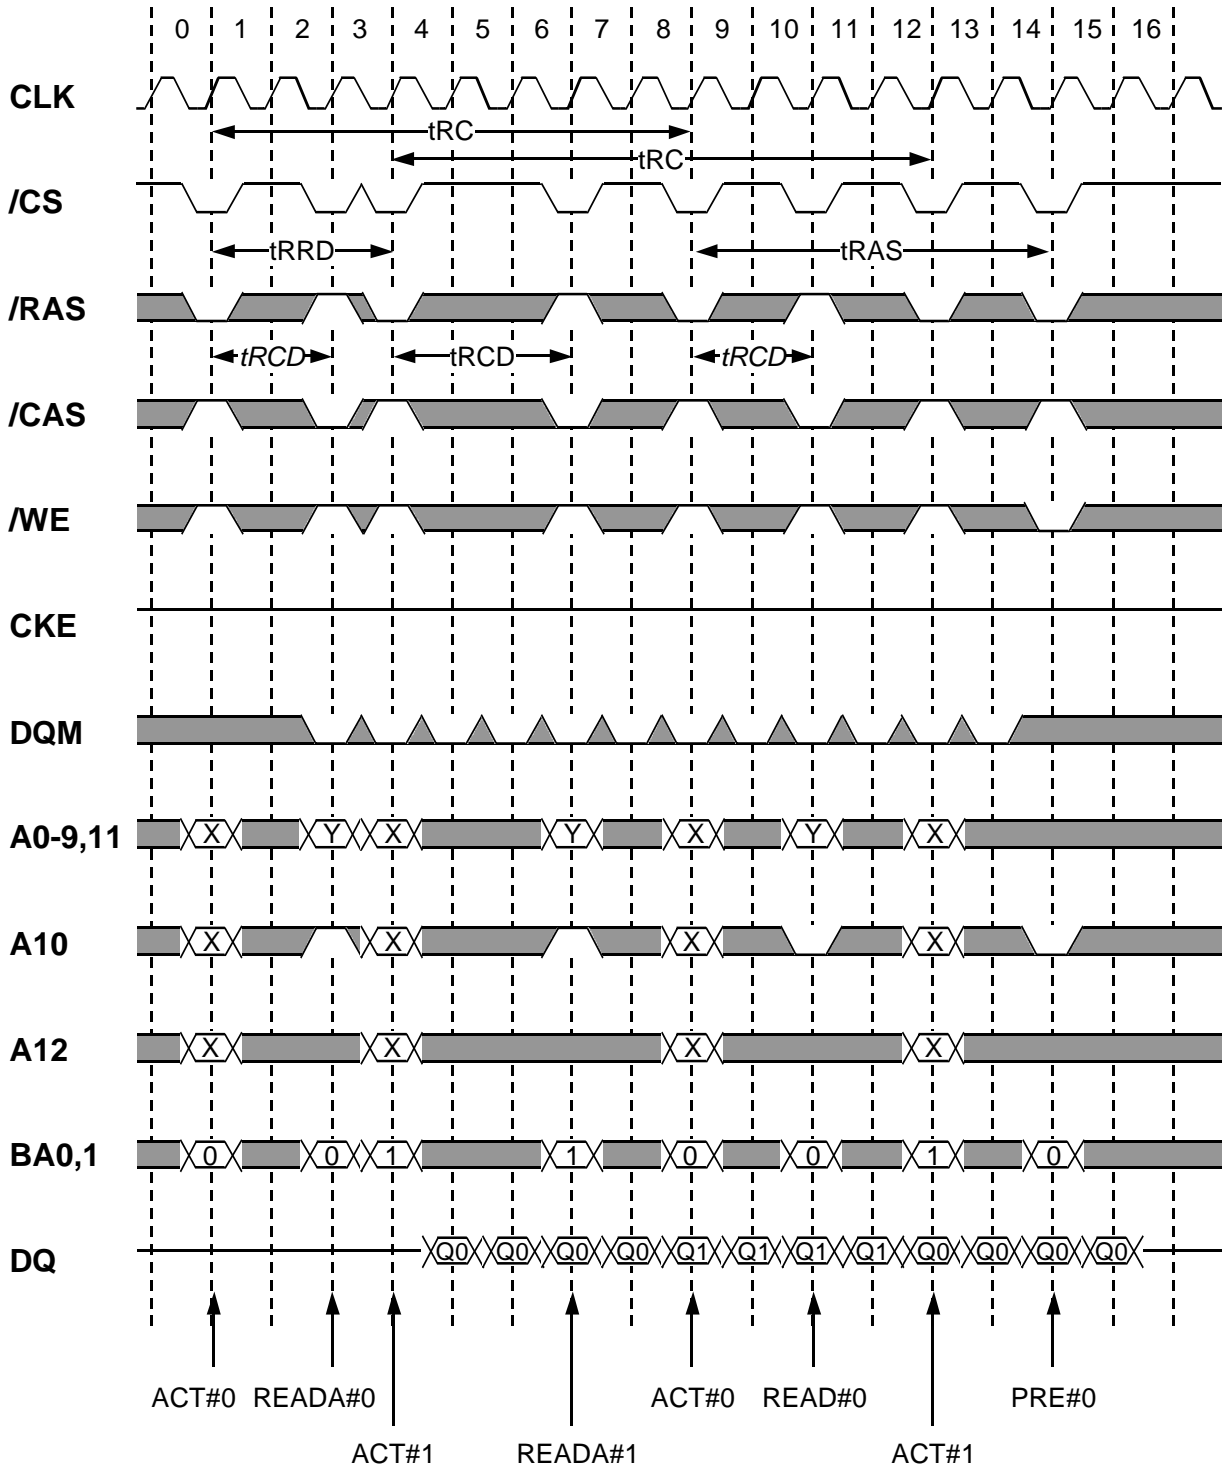 0 1 2 3 4 5 6 7 8 9 10 11 12 13 14 15 16
CLK
tRC
tRC
/CS
tRRD tRAS
/RAS
tRCD tRCD tRCD
/CAS
/WE
CKE
DQM
A0-9,11 X Y X Y X Y X
A10 X X X X
A12 X X X X
BA0,1 0 0 1 1 0 0 1 0
DQ Q0 Q0 Q0 Q0 Q1 Q1 Q1 Q1 Q0 Q0 Q0 Q0
ACT#0 READA#0 ACT#0 READ#0 PRE#0
ACT#1 READA#1 ACT#1